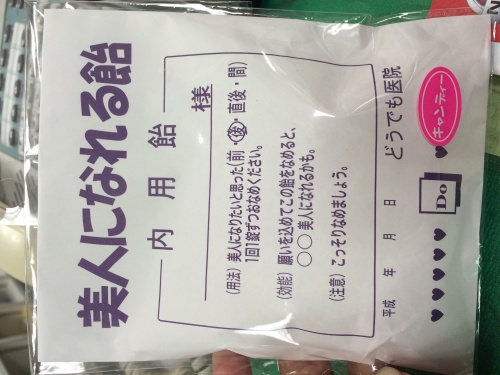 美人になれる飴
内用飴
様
(用法) 美人になりたいと思った(前・後・直後・間)
1回1錠ずつおなめください。
(効能) 願いを込めてこの飴をなめると、
○○美人になれるかも。
(注意) こっそりなめましょう。
平成 年 月 日 どうでも医院
♥♥♥♥♥ Do ♥ キャンディー